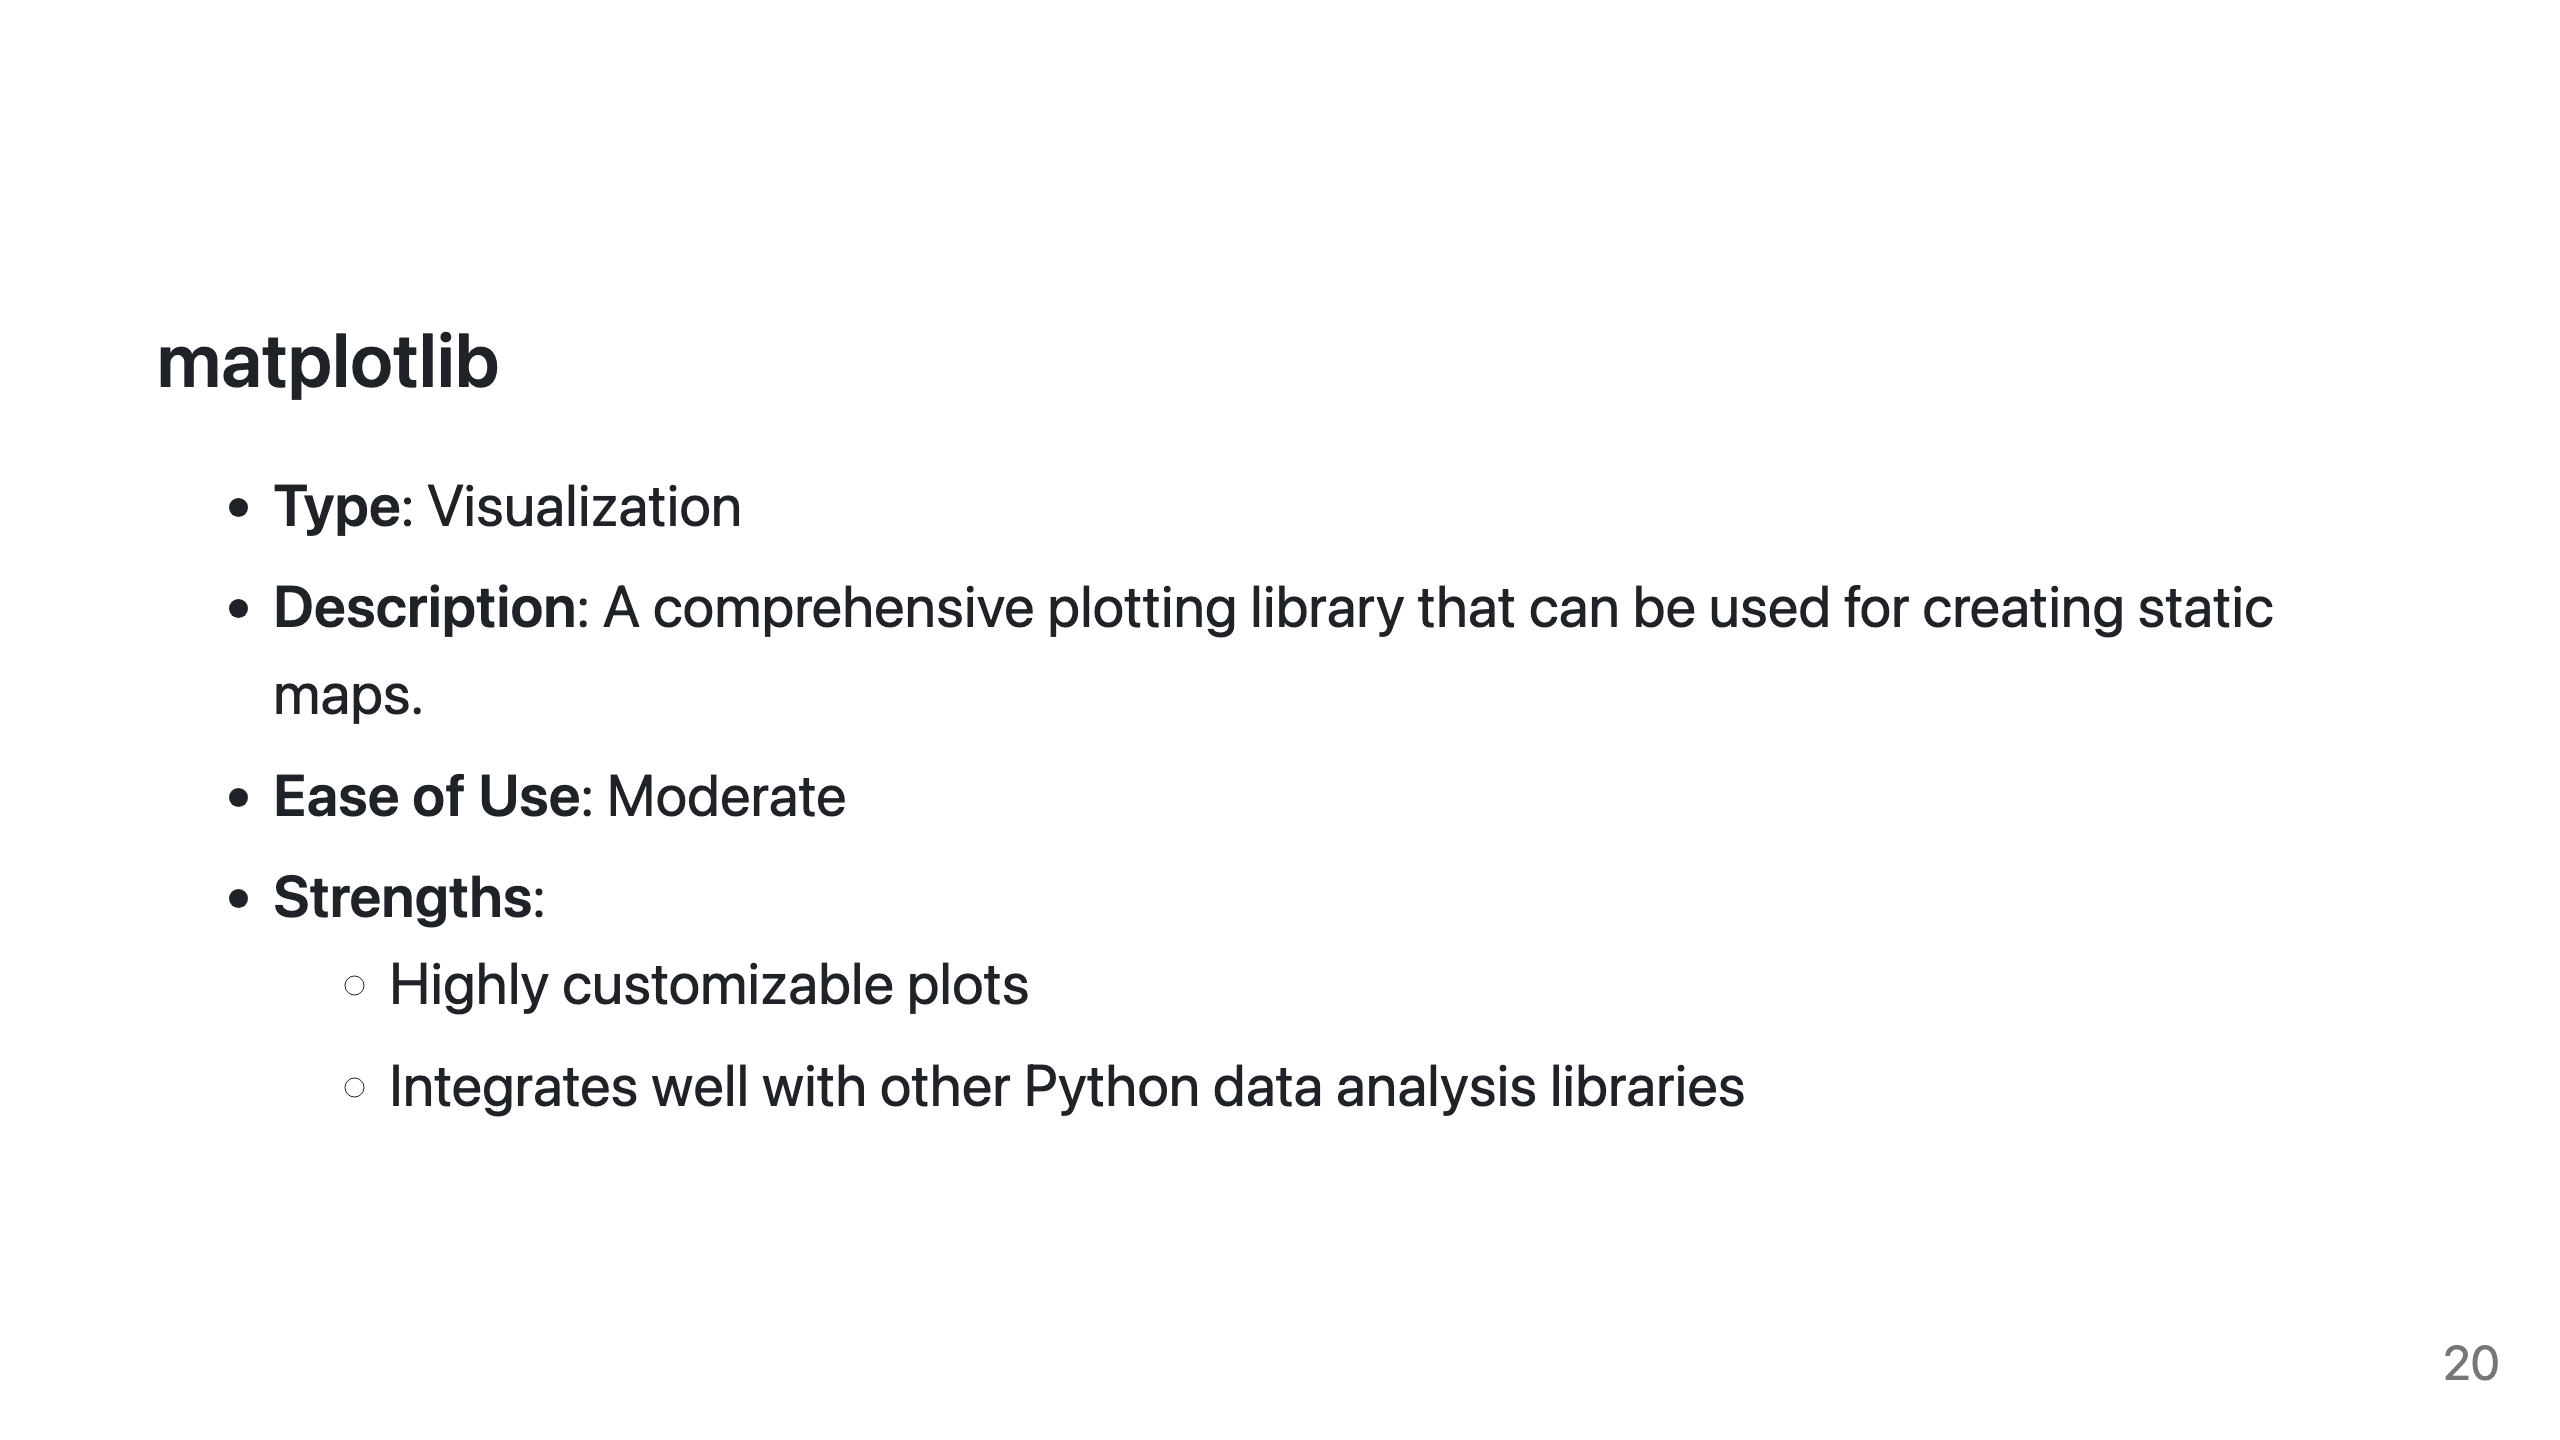 matplotlib
• Type: Visualization
• Description: A comprehensive plotting library that can be used for creating static
maps.
• Ease of Use: Moderate
• Strengths:
○ Highly customizable plots
○ Integrates well with other Python data analysis libraries
20